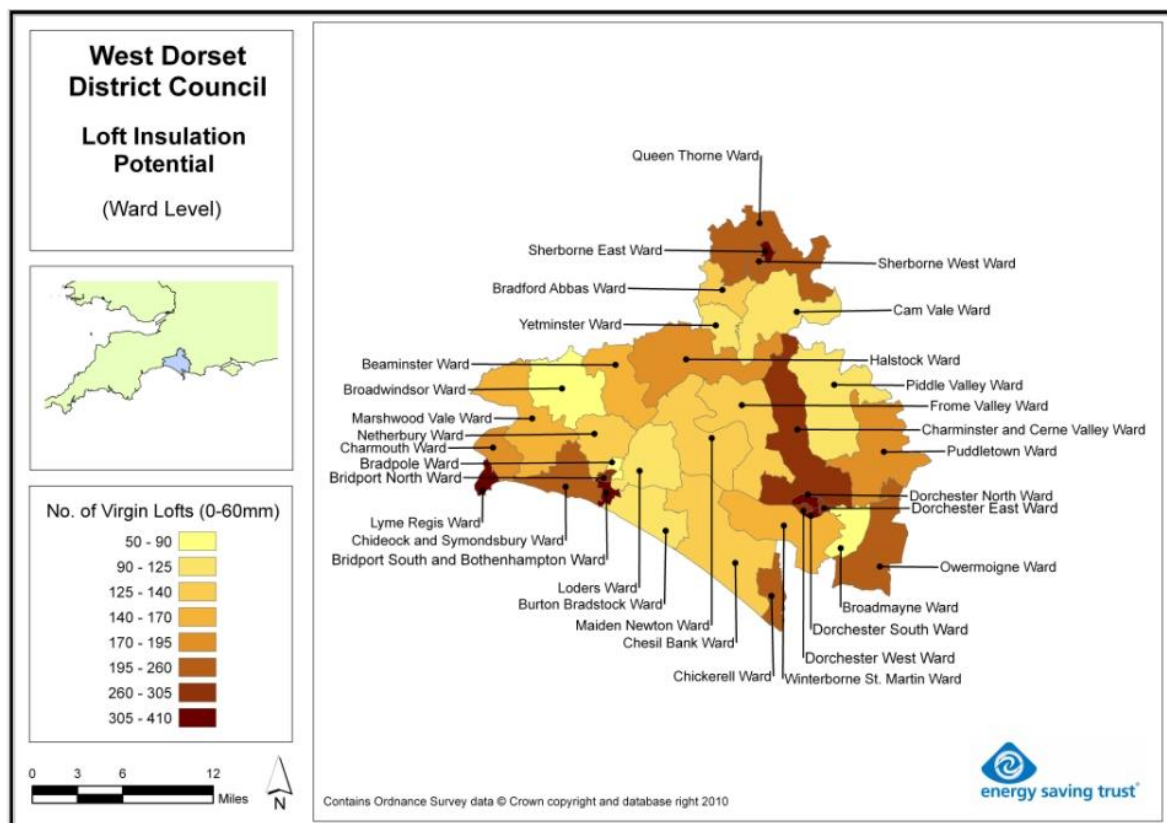 West Dorset
District Council
Loft Insulation
Potential
(Ward Level)
No. of Virgin Lofts (0-60mm)
50 - 90
90 - 125
125 - 140
140 - 170
170 - 195
195 - 260
260 - 305
305 - 410
0 3 6 12
Miles
N
Queen Thorne Ward
Sherborne East Ward
Sherborne West Ward
Bradford Abbas Ward
Cam Vale Ward
Yetminster Ward
Beaminster Ward
Halstock Ward
Broadwindsor Ward
Piddle Valley Ward
Marshwood Vale Ward
Frome Valley Ward
Netherbury Ward
Charminster and Cerne Valley Ward
Charmouth Ward
Puddletown Ward
Bradpole Ward
Bridport North Ward
Dorchester North Ward
Dorchester East Ward
Lyme Regis Ward
Chideock and Symondsbury Ward
Bridport South and Bothenhampton Ward
Owermoigne Ward
Loders Ward
Burton Bradstock Ward
Broadmayne Ward
Maiden Newton Ward
Dorchester South Ward
Chesil Bank Ward
Dorchester West Ward
Chickerell Ward
Winterborne St. Martin Ward
Contains Ordnance Survey data © Crown copyright and database right 2010
energy saving trust®